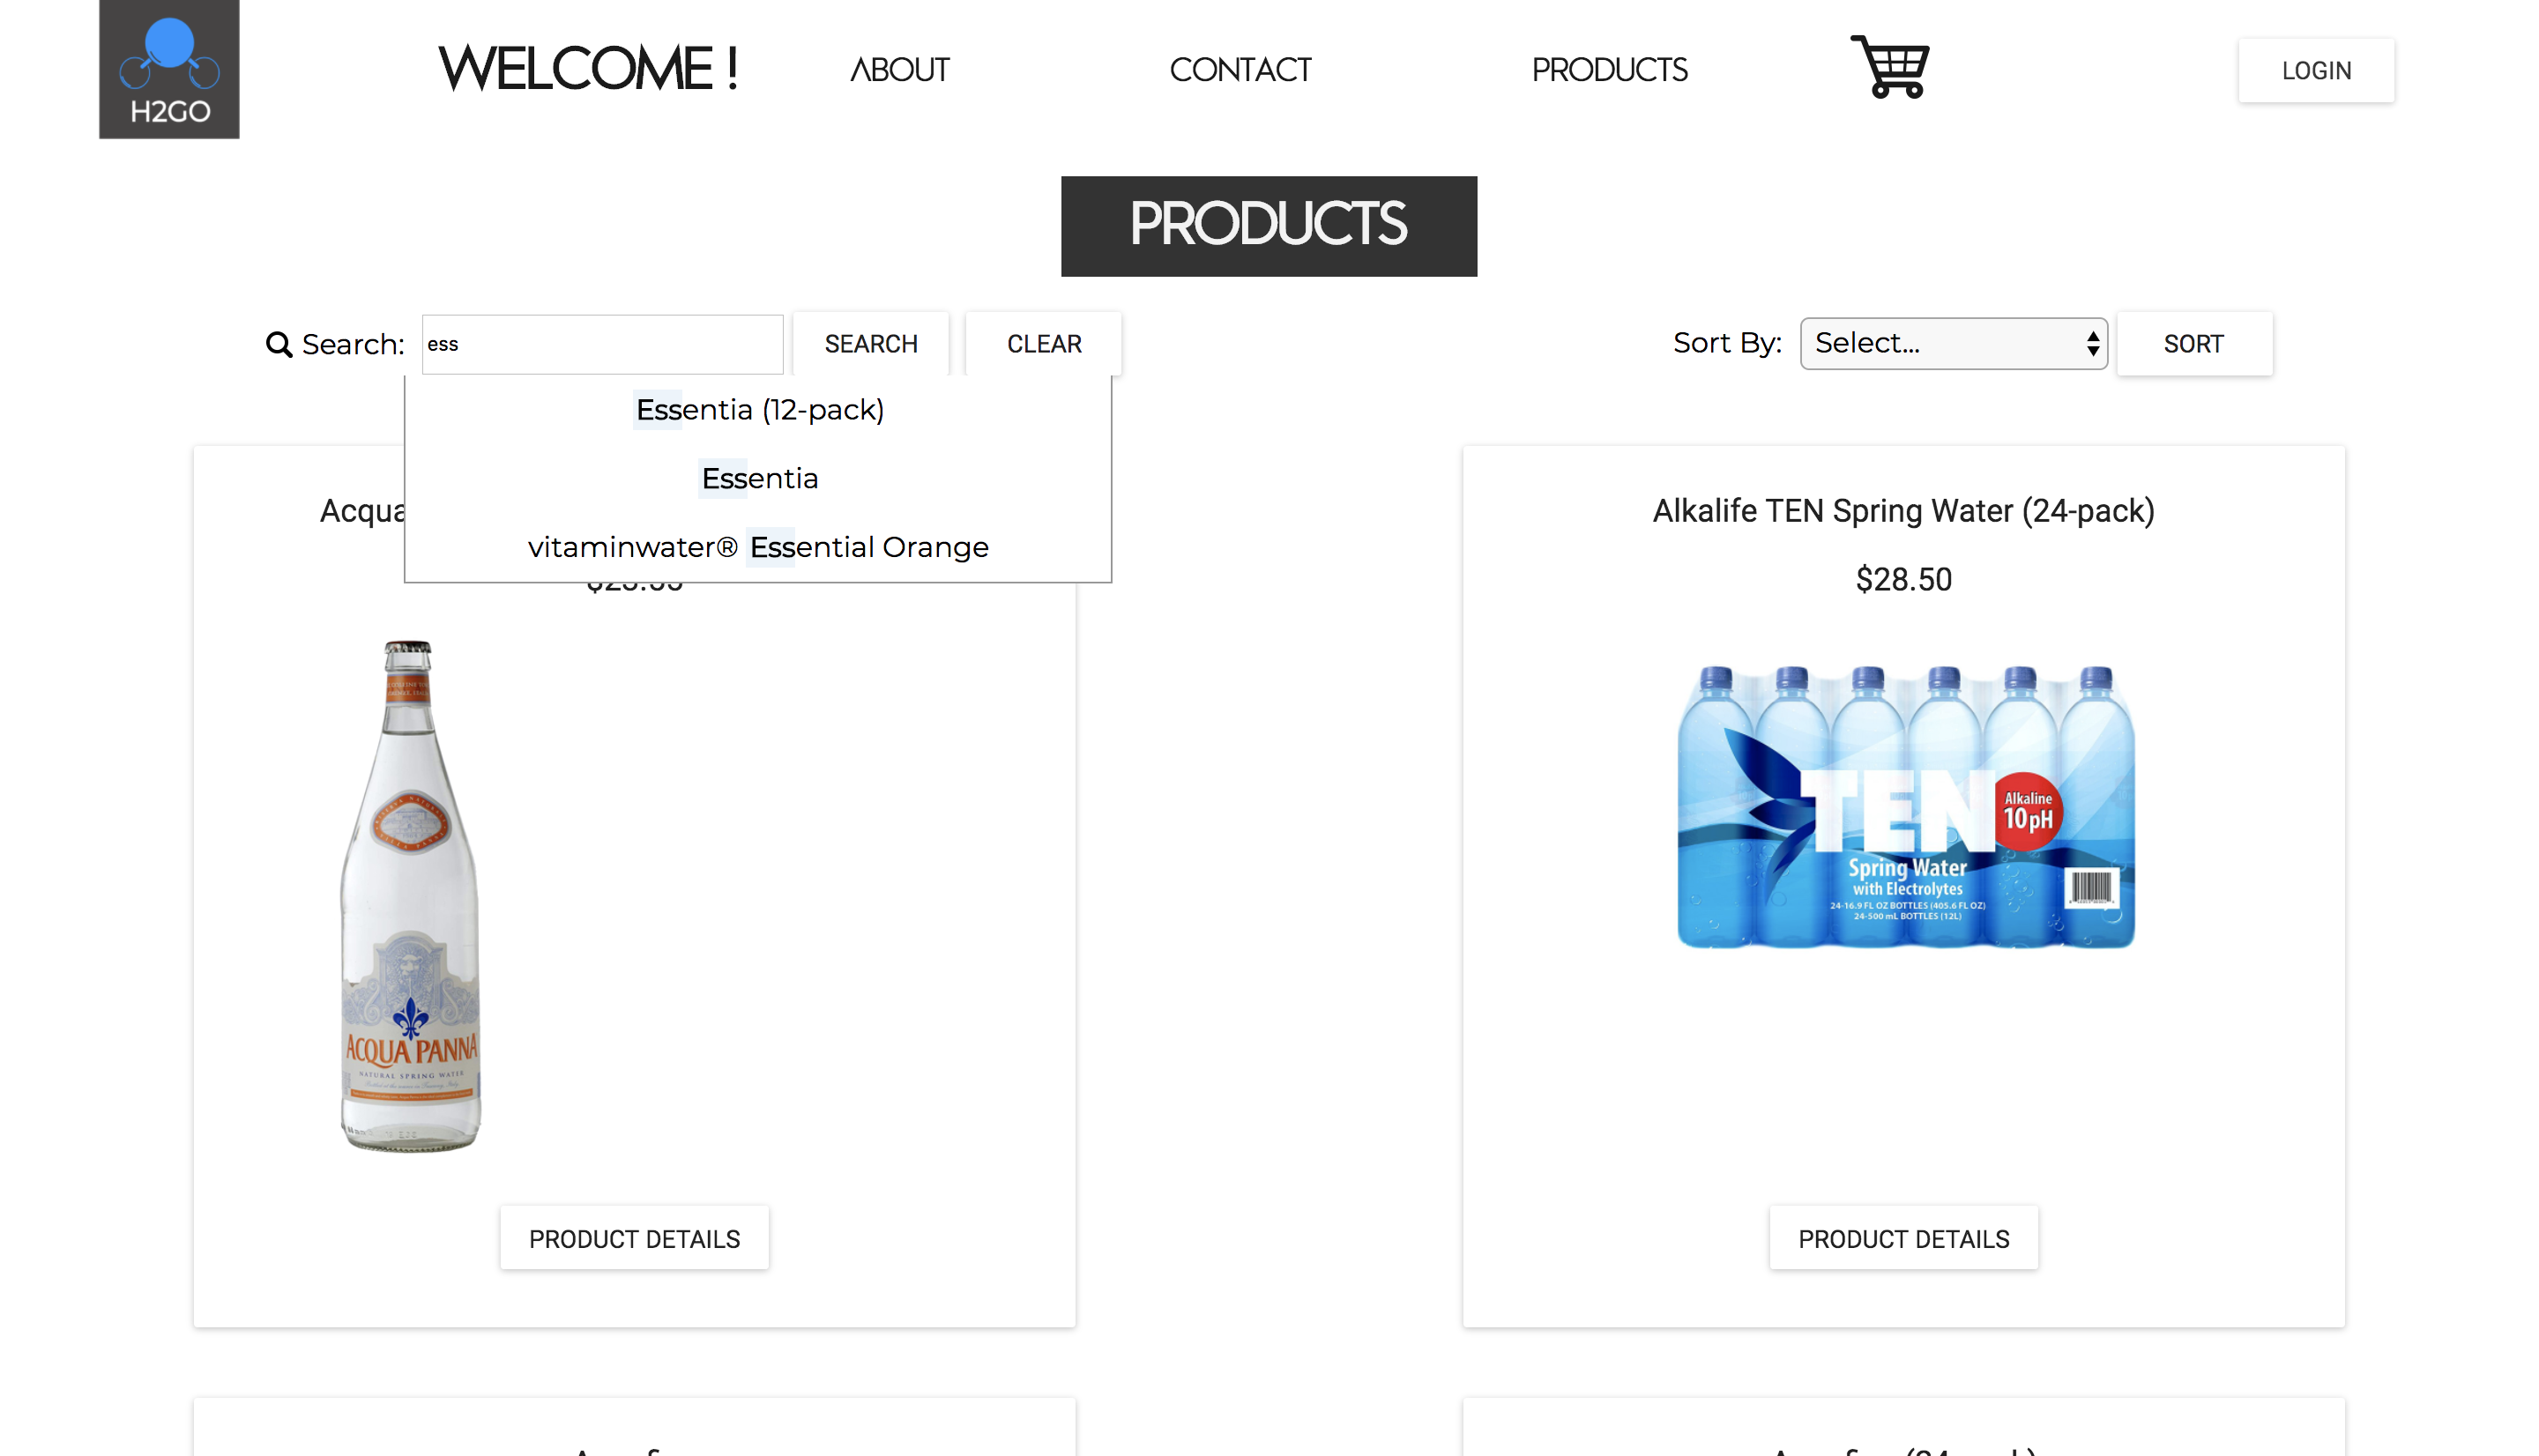 H2GO
WELCOME !
ABOUT
CONTACT
PRODUCTS
LOGIN
PRODUCTS
Search:
ess
SEARCH
CLEAR
Sort By:
Select...
SORT
Essentia (12-pack)
Essentia
vitaminwater® Essential Orange
Acqua
Alkalife TEN Spring Water (24-pack)
$28.50
ACQUA PANNA
NATURAL SPRING WATER
TEN
Alkaline
10 pH
Spring Water
with Electrolytes
24-16.9 FL OZ BOTTLES (405.6 FL OZ)
24-500 mL BOTTLES (12L)
PRODUCT DETAILS
PRODUCT DETAILS